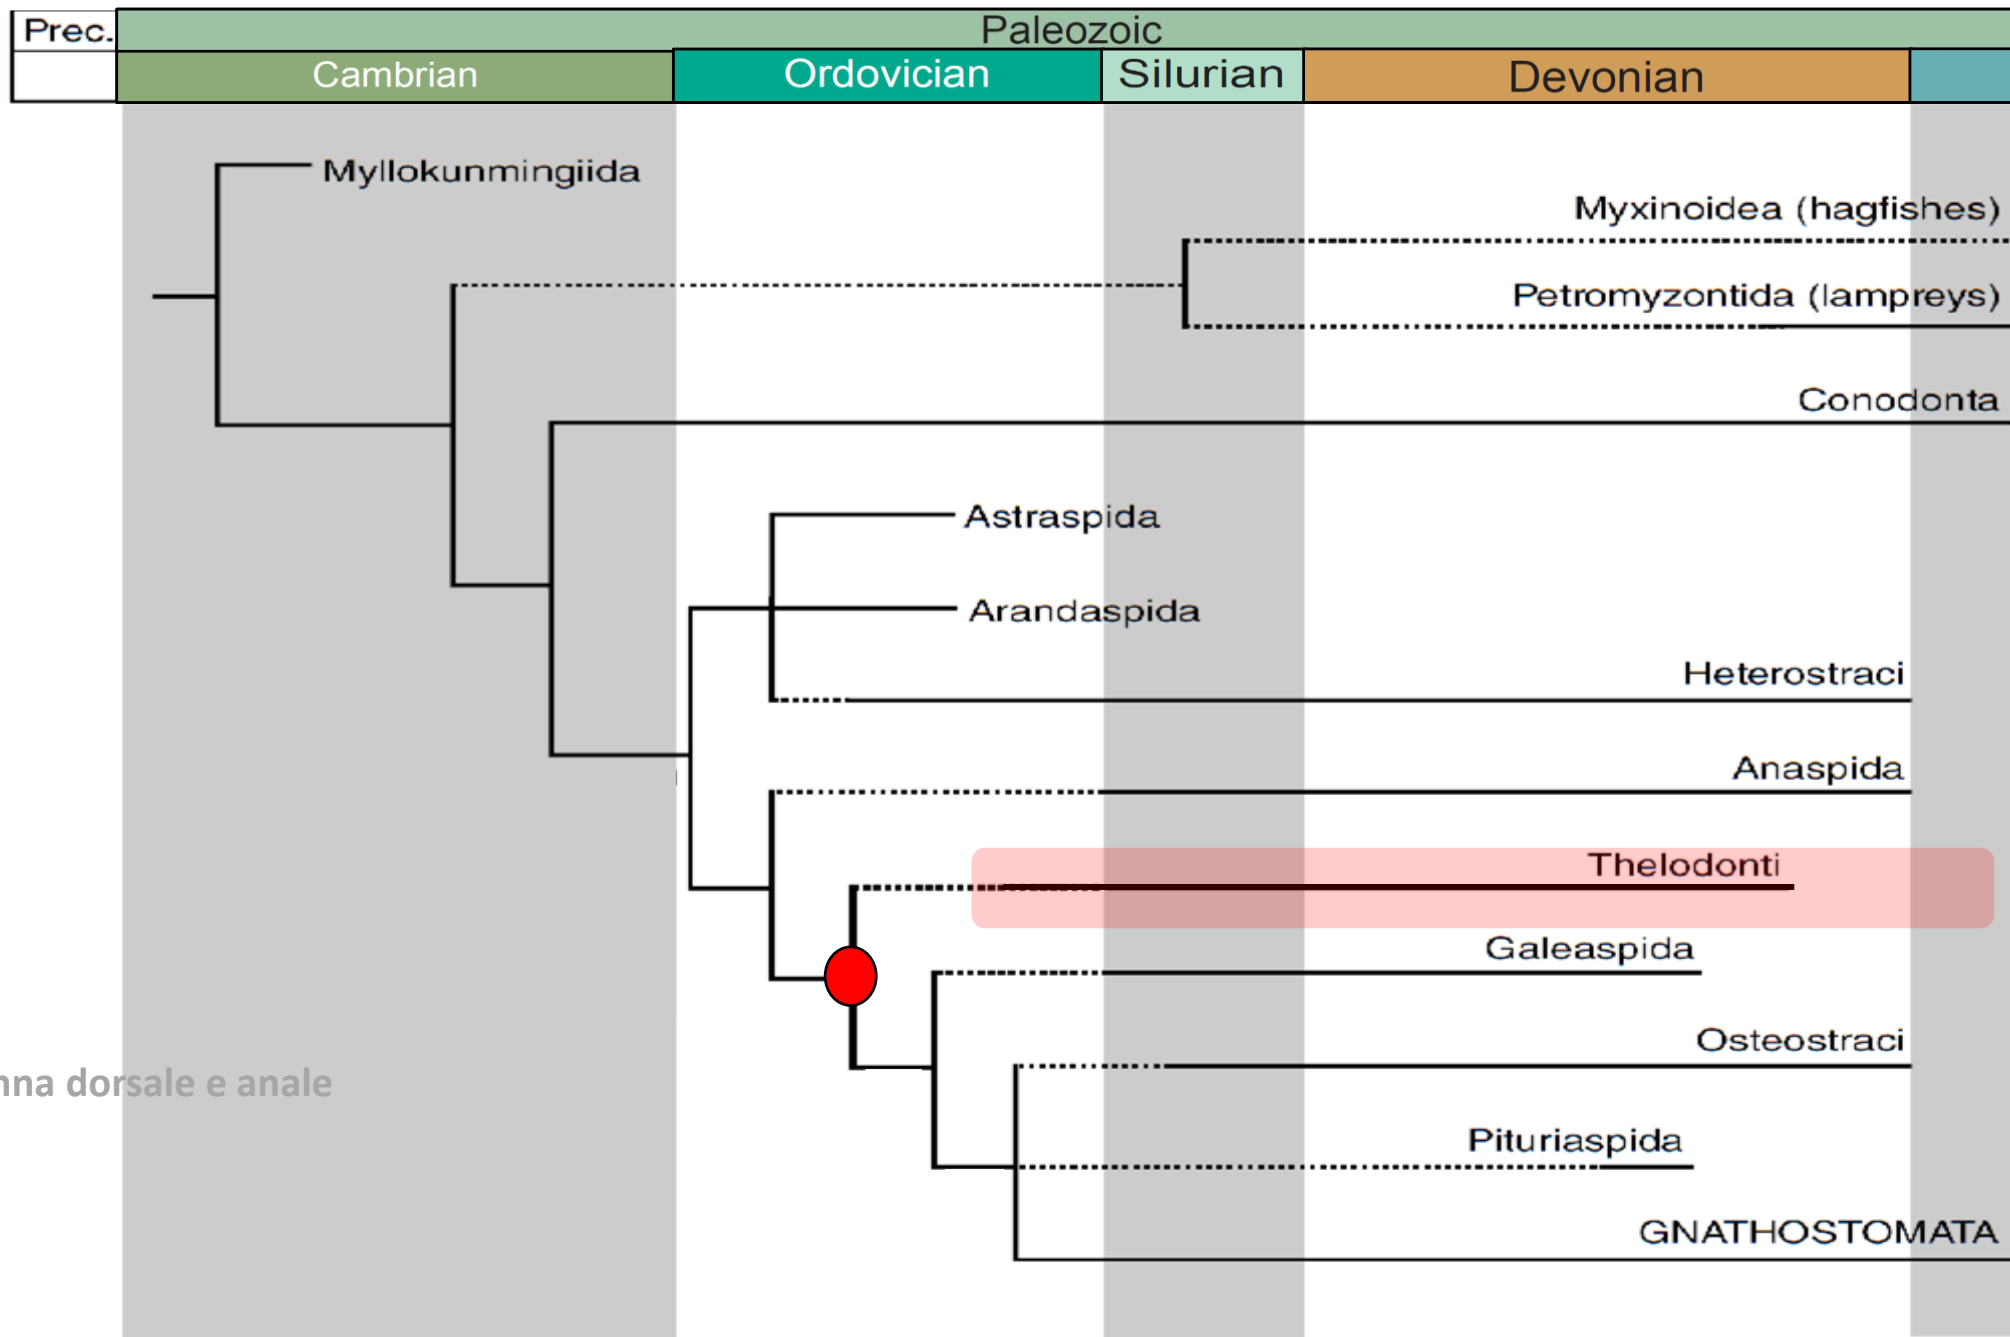 Prec.
Paleozoic
Cambrian
Ordovician
Silurian
Devonian
Myllokunmingiida
Myxinoidea (hagfishes)
Petromyzontida (lampreys)
Conodonta
Astraspida
Arandaspida
Heterostraci
Anaspida
Thelodonti
Galeaspida
Osteostraci
dorsale e anale
Pituriaspida
GNATHOSTOMATA